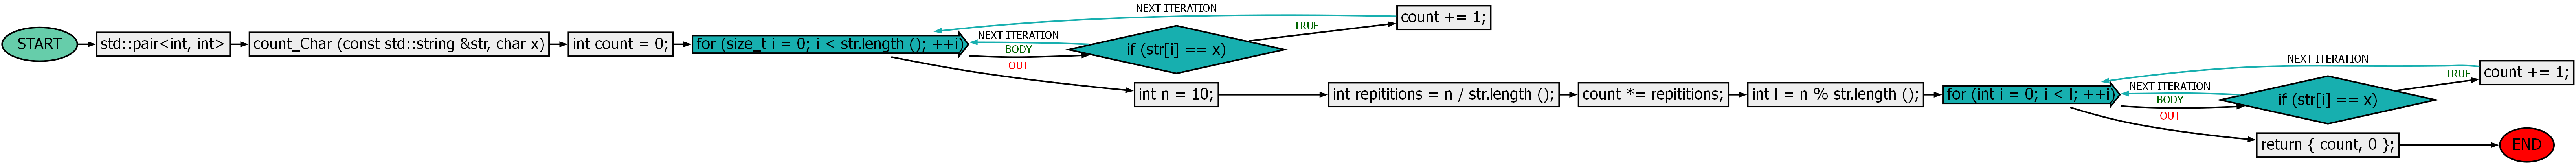 START
std::pair<int, int>
count_Char (const std::string &str, char x)
int count = 0;
for (size_t i = 0; i < str.length (); ++i)
NEXT ITERATION
NEXT ITERATION
BODY
OUT
if (str[i] == x)
TRUE
count += 1;
int n = 10;
int repititions = n / str.length ();
count *= repititions;
int l = n % str.length ();
for (int i = 0; i < l; ++i)
NEXT ITERATION
NEXT ITERATION
BODY
OUT
if (str[i] == x)
TRUE
count += 1;
return { count, 0 };
END